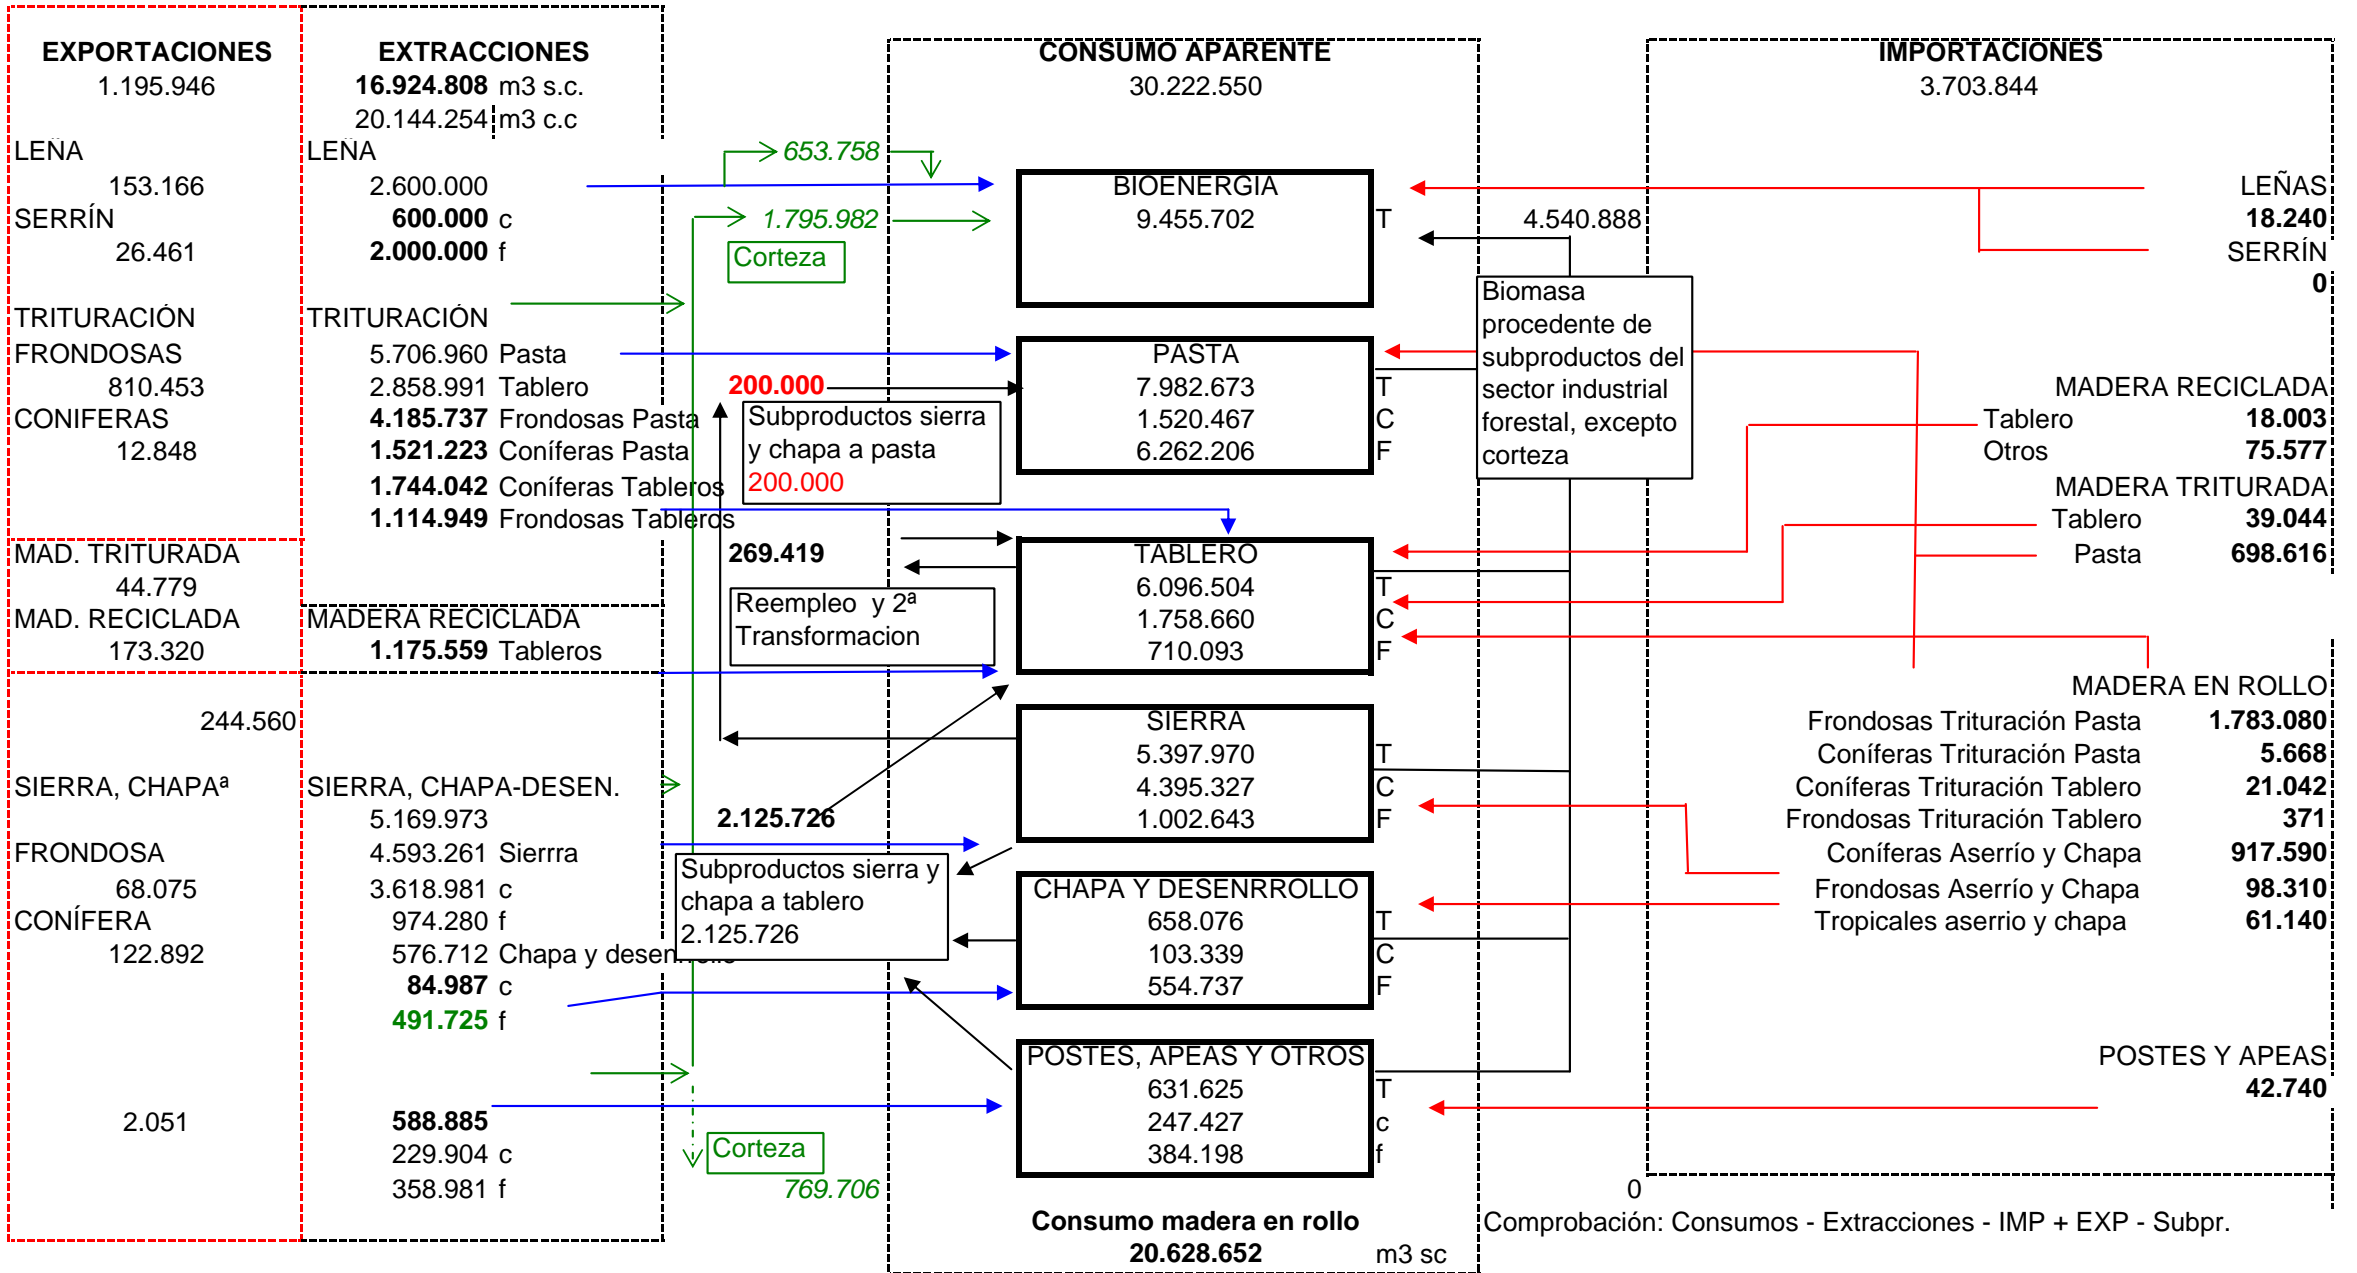 EXPORTACIONES
1.195.946
LEÑA
153.166
SERRÍN
26.461
TRITURACIÓN
FRONDOSAS
810.453
CONIFERAS
12.848
MAD. TRITURADA
44.779
MAD. RECICLADA
173.320
244.560
SIERRA, CHAPAª
FRONDOSA
68.075
CONÍFERA
122.892
2.051
EXTRACCIONES
16.924.808 m3 s.c.
20.144.254 m3 c.c
LEÑA
2.600.000
600.000 c
2.000.000 f
TRITURACIÓN
5.706.960 Pasta
2.858.991 Tablero
4.185.737 Frondosas Pasta
1.521.223 Coníferas Pasta
1.744.042 Coníferas Tableros
1.114.949 Frondosas Tableros
MADERA RECICLADA
1.175.559 Tableros
SIERRA, CHAPA-DESEN.
5.169.973
4.593.261 Sierrra
3.618.981 c
974.280 f
576.712 Chapa y desenrrollo
84.987 c
491.725 f
588.885
229.904 c
358.981 f
653.758
1.795.982
Corteza
200.000
Subproductos sierra
y chapa a pasta
200.000
269.419
Reempleo y 2ª
Transformacion
2.125.726
Subproductos sierra y
chapa a tablero
2.125.726
Corteza
769.706
CONSUMO APARENTE
30.222.550
BIOENERGIA
9.455.702 T
PASTA
7.982.673 T
1.520.467 C
6.262.206 F
TABLERO
6.096.504 T
1.758.660 C
710.093 F
SIERRA
5.397.970 T
4.395.327 C
1.002.643 F
CHAPA Y DESENRROLLO
658.076 T
103.339 C
554.737 F
POSTES, APEAS Y OTROS
631.625 T
247.427 c
384.198 f
Consumo madera en rollo
20.628.652 m3 sc
4.540.888
Biomasa
procedente de
subproductos del
sector industrial
forestal, excepto
corteza
IMPORTACIONES
3.703.844
LEÑAS
18.240
SERRÍN
0
MADERA RECICLADA
Tablero 18.003
Otros 75.577
MADERA TRITURADA
Tablero 39.044
Pasta 698.616
MADERA EN ROLLO
Frondosas Trituración Pasta 1.783.080
Coníferas Trituración Pasta 5.668
Coníferas Trituración Tablero 21.042
Frondosas Trituración Tablero 371
Coníferas Aserrío y Chapa 917.590
Frondosas Aserrío y Chapa 98.310
Tropicales aserrio y chapa 61.140
POSTES Y APEAS
42.740
0
Comprobación: Consumos - Extracciones - IMP + EXP - Subpr.